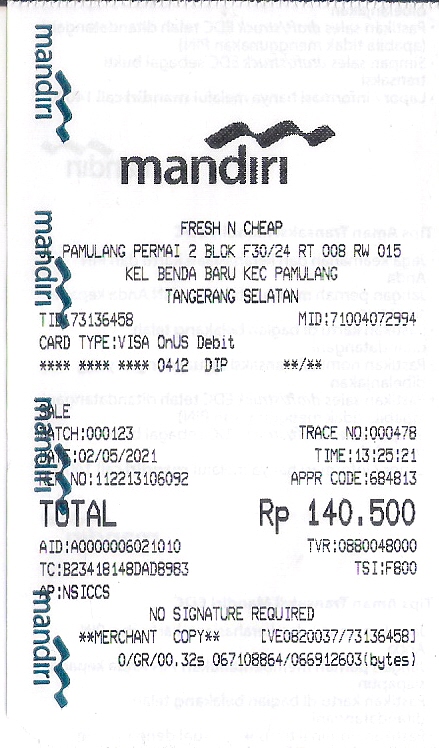 mandiri
FRESH N CHEAP
PAMULANG PERMAI 2 BLOK F30/24 RT 008 RW 015
KEL BENDA BARU KEC PAMULANG
TANGERANG SELATAN
TID:73136458 MID:71004072994
CARD TYPE:VISA OnUS Debit
**** **** **** 0412 DIP **/**
SALE
BATCH:000123 TRACE NO:000478
DATE:02/05/2021 TIME:13:25:21
REF NO:112213106092 APPR CODE:684813
TOTAL Rp 140.500
AID:A0000006021010 TVR:0880048000
TC:B23418148DAD8983 TSI:F800
AP:NSICCS
NO SIGNATURE REQUIRED
**MERCHANT COPY** [VE0820037/73136458]
0/GR/00.32s 067108864/066912603(bytes)
mandiri
mandiri
mandiri
mandiri